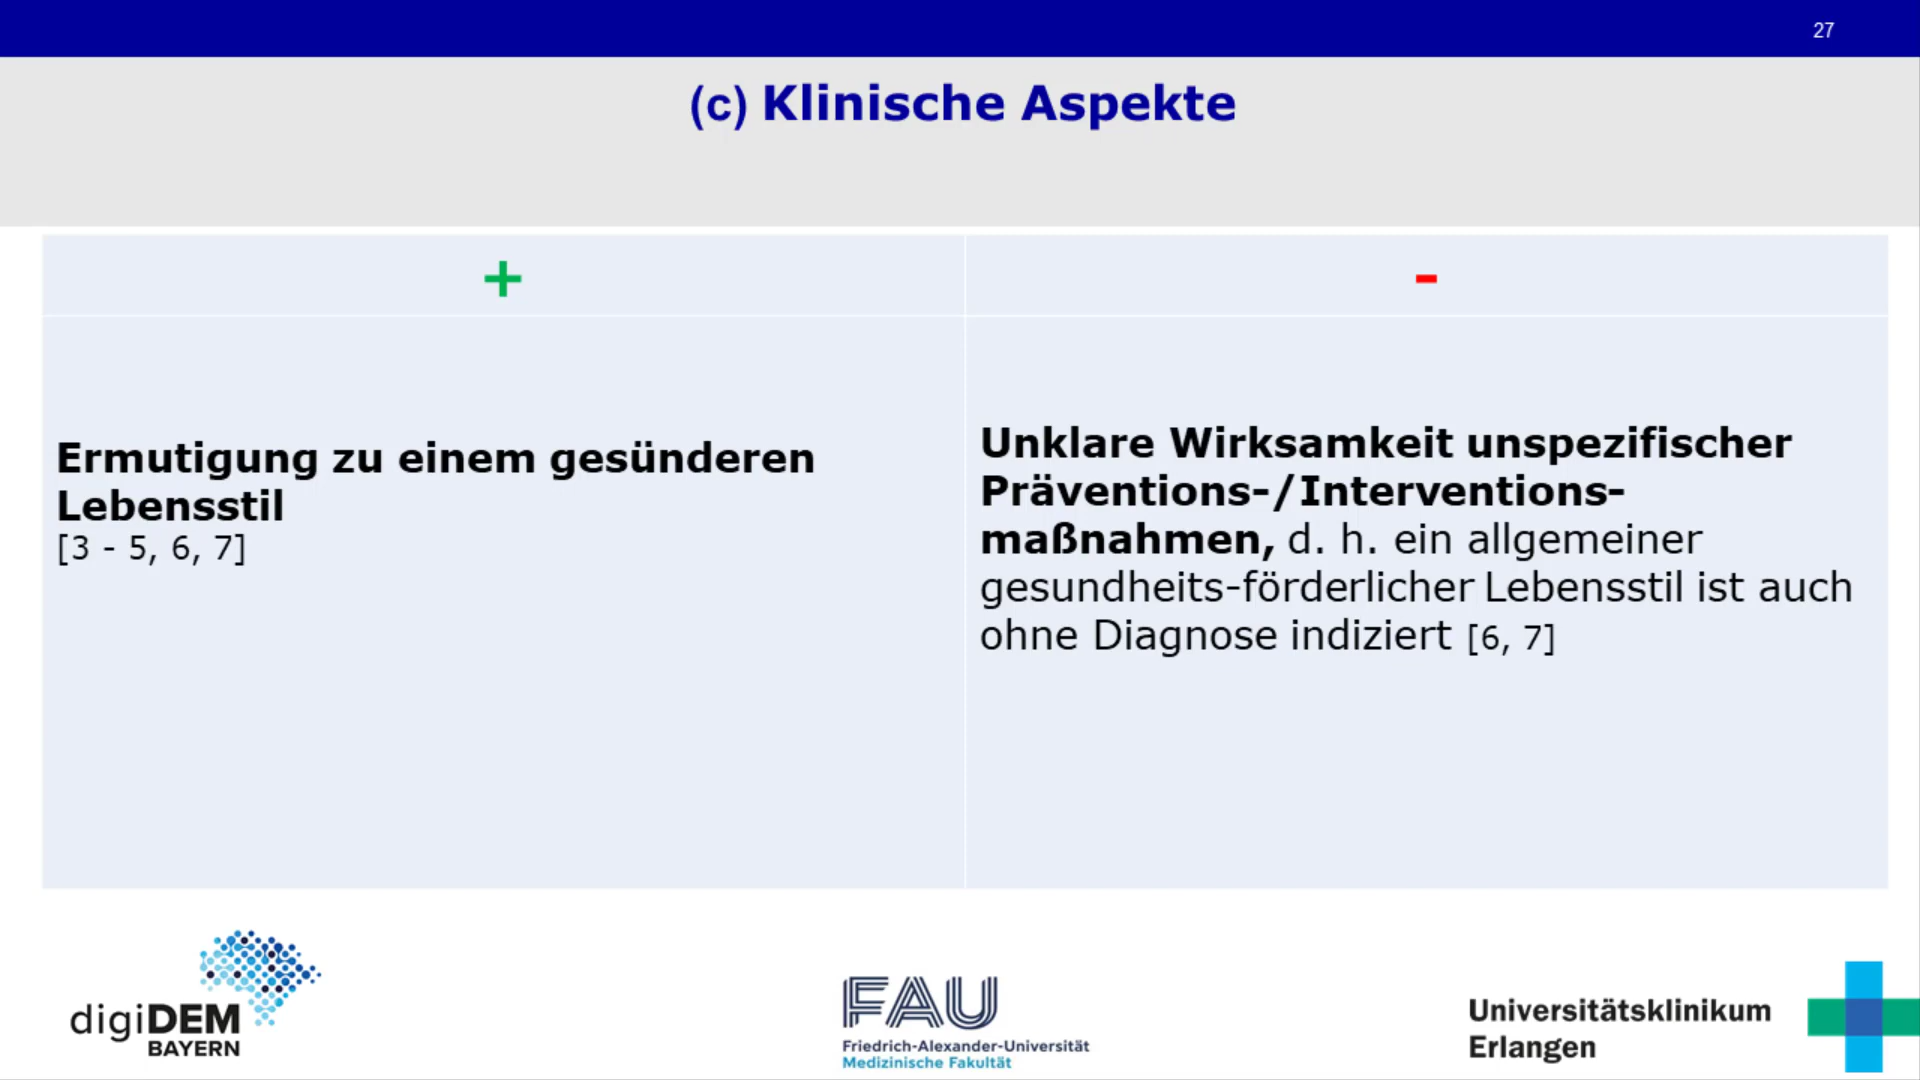 27
(c) Klinische Aspekte
+
-
Ermutigung zu einem gesünderen
Lebensstil
[3 - 5, 6, 7]
Unklare Wirksamkeit unspezifischer
Präventions-/Interventions-
maßnahmen, d. h. ein allgemeiner
gesundheits-förderlicher Lebensstil ist auch
ohne Diagnose indiziert [6, 7]
digiDEM
BAYERN
FAU
Friedrich-Alexander-Universität
Medizinische Fakultät
Universitätsklinikum
Erlangen